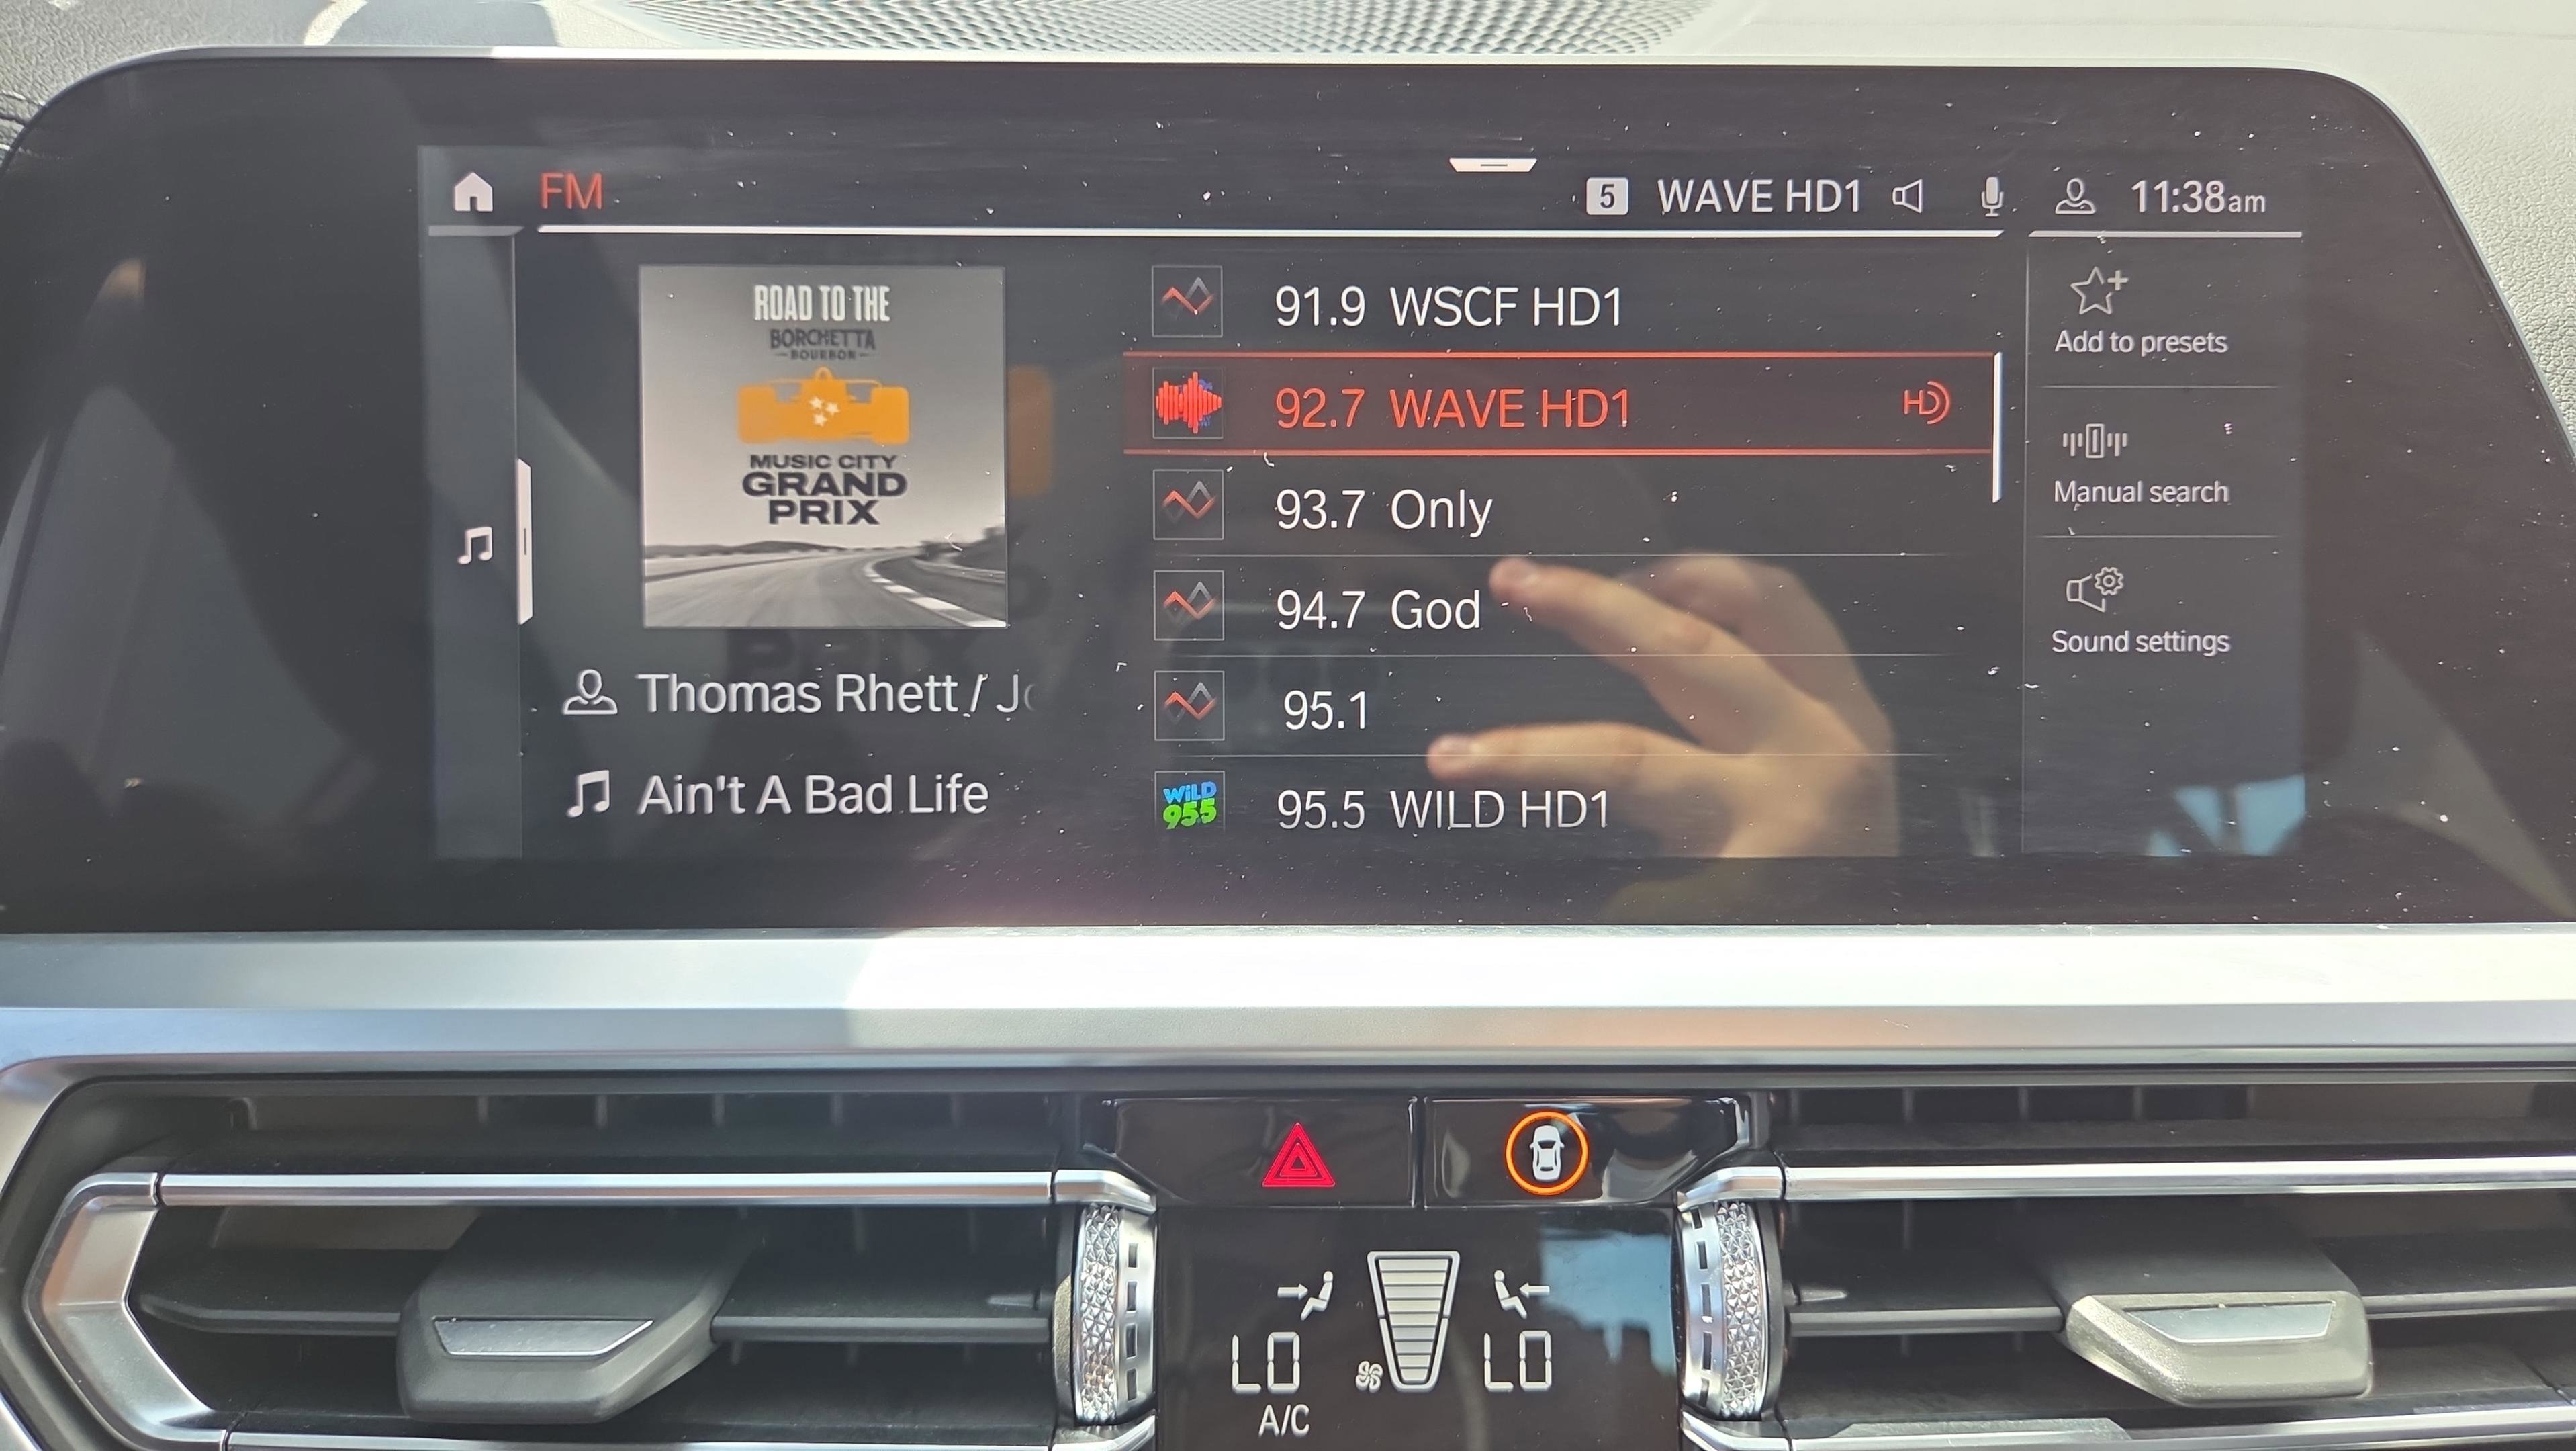 FM
5 WAVE HD1
11:38am
ROAD TO THE
BORCHETTA
BOURBON
MUSIC CITY
GRAND
PRIX
Thomas Rhett / Jo
Ain't A Bad Life
91.9 WSCF HD1
92.7 WAVE HD1 HD
93.7 Only
94.7 God
95.1
WiLD
955
95.5 WILD HD1
Add to presets
Manual search
Sound settings
LO LO
A/C